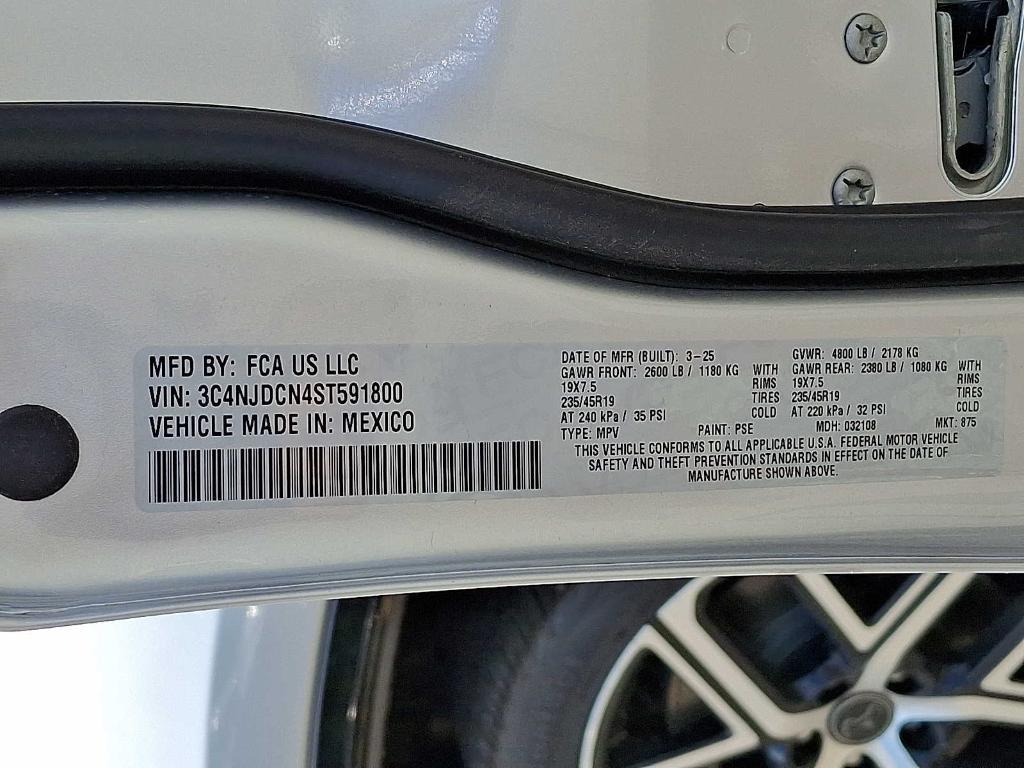 MFD BY: FCA US LLC
VIN: 3C4NJDCN4ST591800
VEHICLE MADE IN: MEXICO
DATE OF MFR (BUILT): 3-25
GAWR FRONT: 2600 LB / 1180 KG WITH
19X7.5 RIMS
235/45R19 TIRES
AT 240 kPa / 35 PSI COLD
GVWR: 4800 LB / 2178 KG
GAWR REAR: 2380 LB / 1080 KG WITH
19X7.5 RIMS
235/45R19 TIRES
AT 220 kPa / 32 PSI COLD
TYPE: MPV PAINT: PSE MDH: 032108 MKT: 875
THIS VEHICLE CONFORMS TO ALL APPLICABLE U.S.A. FEDERAL MOTOR VEHICLE
SAFETY AND THEFT PREVENTION STANDARDS IN EFFECT ON THE DATE OF
MANUFACTURE SHOWN ABOVE.